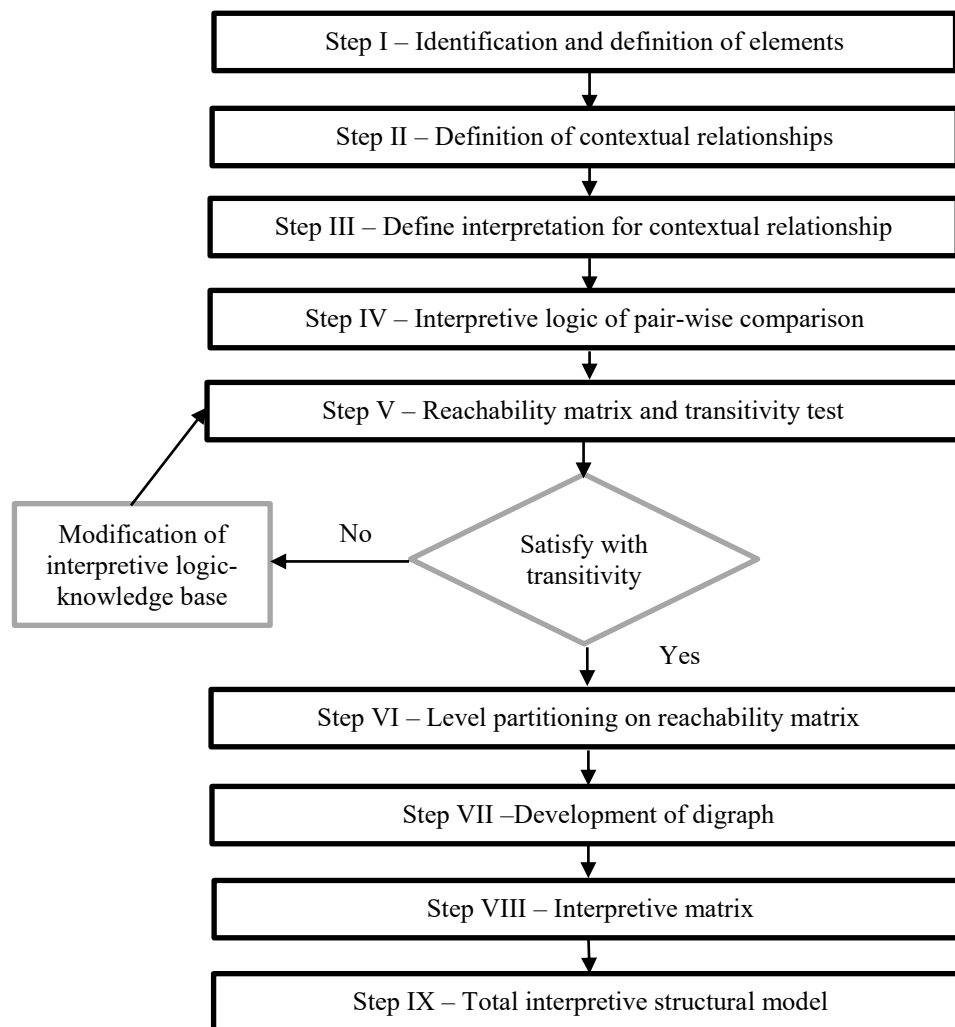 Step I – Identification and definition of elements
Step II – Definition of contextual relationships
Step III – Define interpretation for contextual relationship
Step IV – Interpretive logic of pair-wise comparison
Step V – Reachability matrix and transitivity test
Modification of
interpretive logic-
knowledge base
No
Satisfy with
transitivity
Yes
Step VI – Level partitioning on reachability matrix
Step VII –Development of digraph
Step VIII – Interpretive matrix
Step IX – Total interpretive structural model